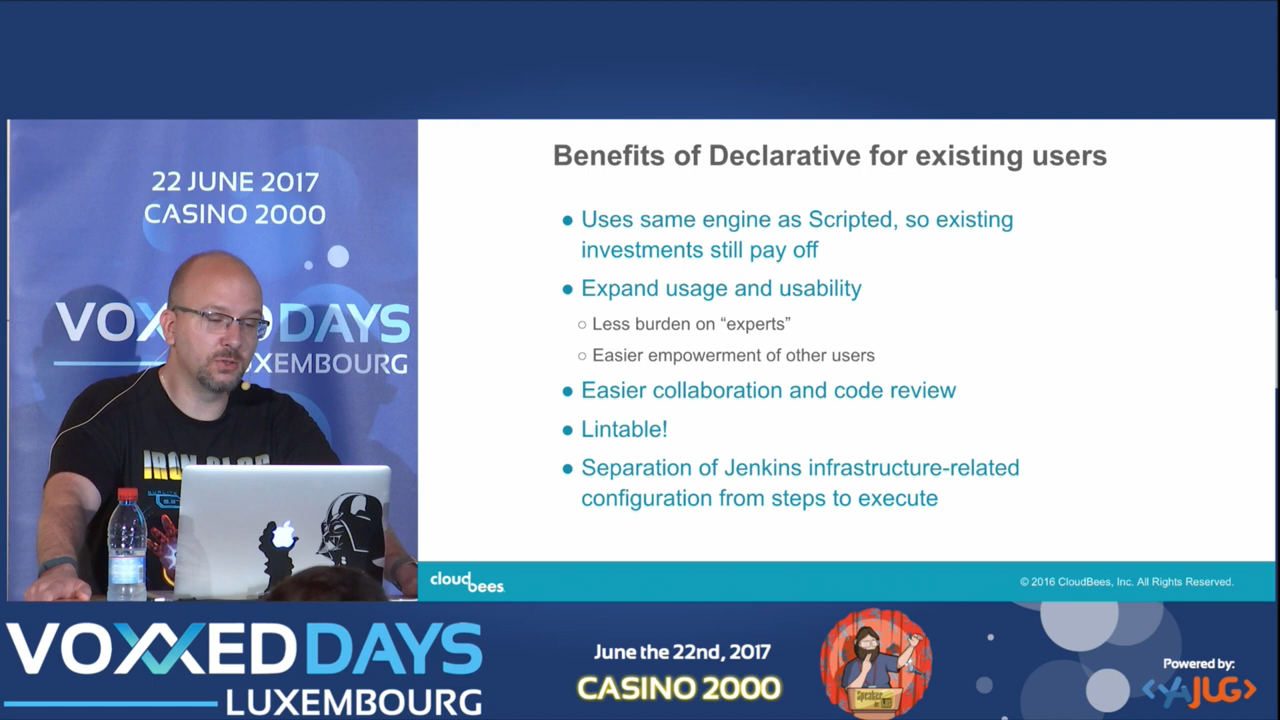 22 JUNE 2017
CASINO 2000
VOXXED DAYS
LUXEMBOURG
Benefits of Declarative for existing users
● Uses same engine as Scripted, so existing
investments still pay off
● Expand usage and usability
○ Less burden on “experts”
○ Easier empowerment of other users
● Easier collaboration and code review
● Lintable!
● Separation of Jenkins infrastructure-related
configuration from steps to execute
cloudbees
© 2016 CloudBees, Inc. All Rights Reserved.
VOXXED DAYS
LUXEMBOURG
June the 22nd, 2017
CASINO 2000
Speaker
Powered by:
<YAJUG>